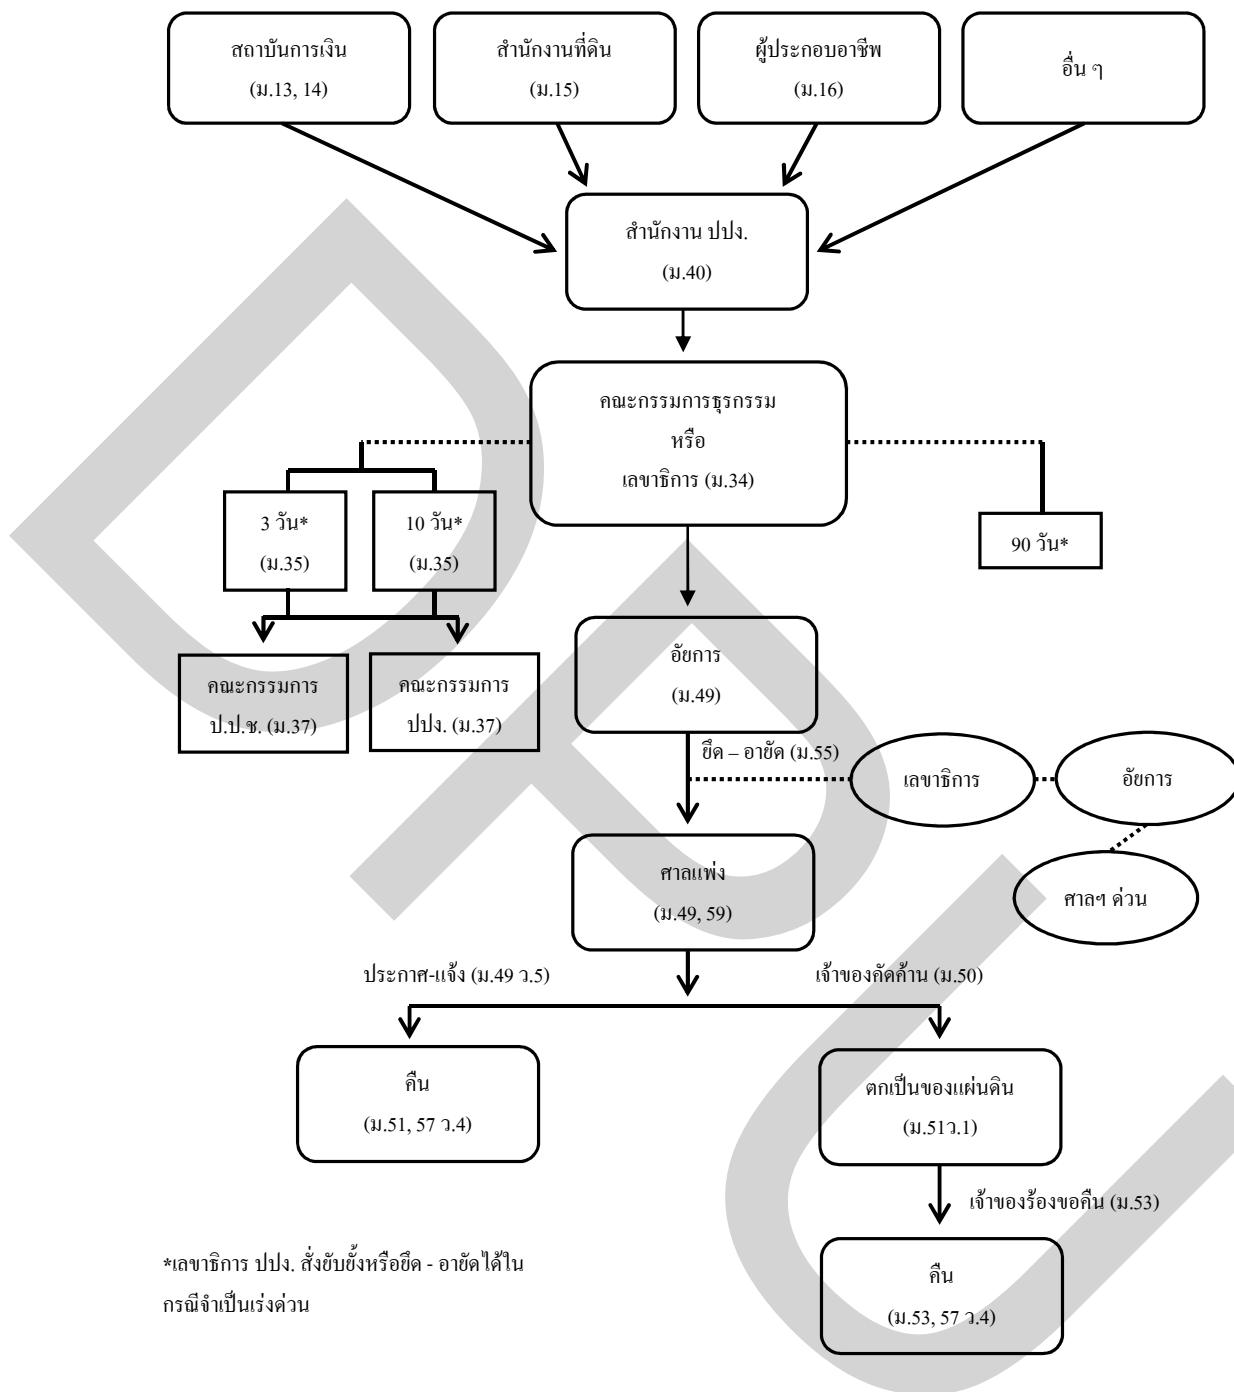 สถาบันการเงิน
(ม.13, 14)
สำนักงานที่ดิน
(ม.15)
ผู้ประกอบอาชีพ
(ม.16)
อื่น ๆ
สำนักงาน ปปง.
(ม.40)
คณะกรรมการธุรกรรม
หรือ
เลขาธิการ (ม.34)
3 วัน*
(ม.35)
10 วัน*
(ม.35)
90 วัน*
คณะกรรมการ
ป.ป.ช. (ม.37)
คณะกรรมการ
ปปง. (ม.37)
อัยการ
(ม.49)
ยึด – อายัด (ม.55)
เลขาธิการ
อัยการ
ศาลฯ ด่วน
ศาลแพ่ง
(ม.49, 59)
ประกาศ-แจ้ง (ม.49 ว.5)
เจ้าของคัดค้าน (ม.50)
คืน
(ม.51, 57 ว.4)
ตกเป็นของแผ่นดิน
(ม.51ว.1)
เจ้าของร้องขอคืน (ม.53)
คืน
(ม.53, 57 ว.4)
*เลขาธิการ ปปง. สั่งยับยั้งหรือยึด - อายัดได้ใน
กรณีจำเป็นเร่งด่วน
DPU